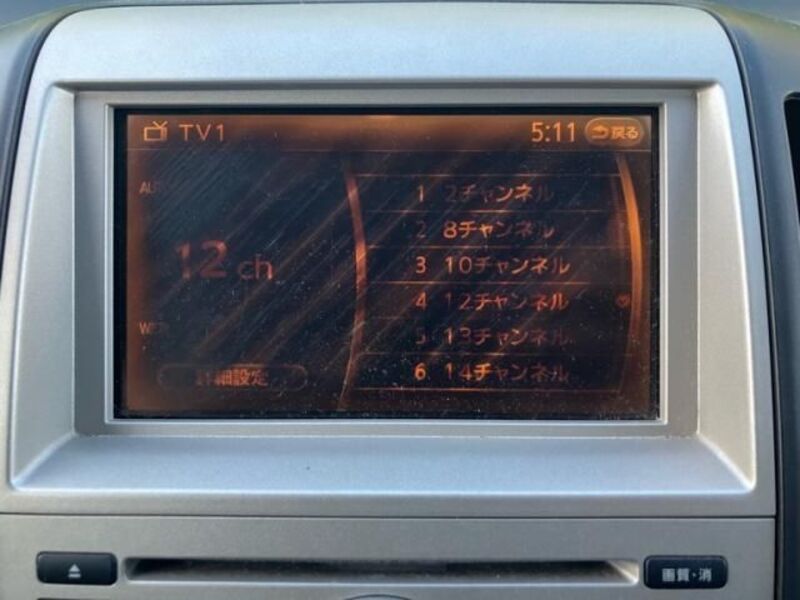 TV1 5:11 戻る
12 ch
1 2チャンネル
2 8チャンネル
3 10チャンネル
4 12チャンネル
5 13チャンネル
6 14チャンネル
詳細設定
画質・消